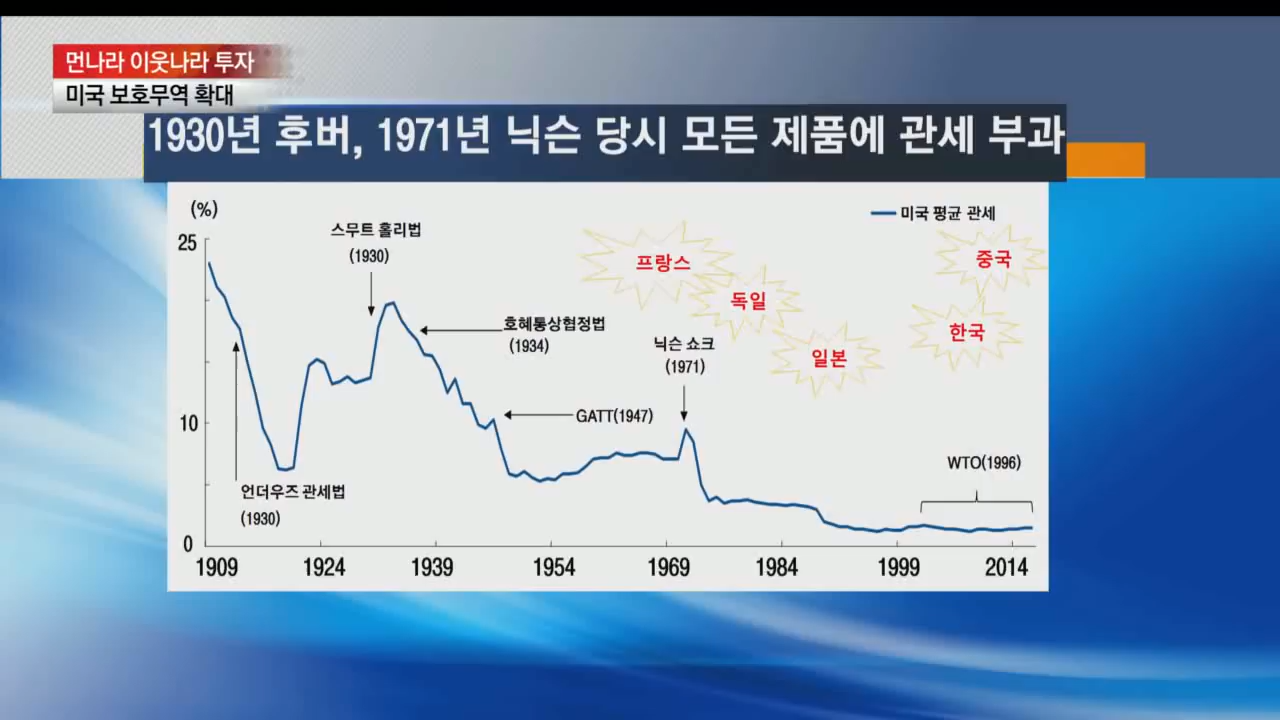 먼나라 이웃나라 투자
미국 보호무역 확대
1930년 후버, 1971년 닉슨 당시 모든 제품에 관세 부과
(%)
미국 평균 관세
25
10
0
스무트 홀리법
(1930)
프랑스
중국
독일
한국
일본
호혜통상협정법
(1934)
닉슨 쇼크
(1971)
GATT(1947)
WTO(1996)
언더우즈 관세법
(1930)
1909 1924 1939 1954 1969 1984 1999 2014